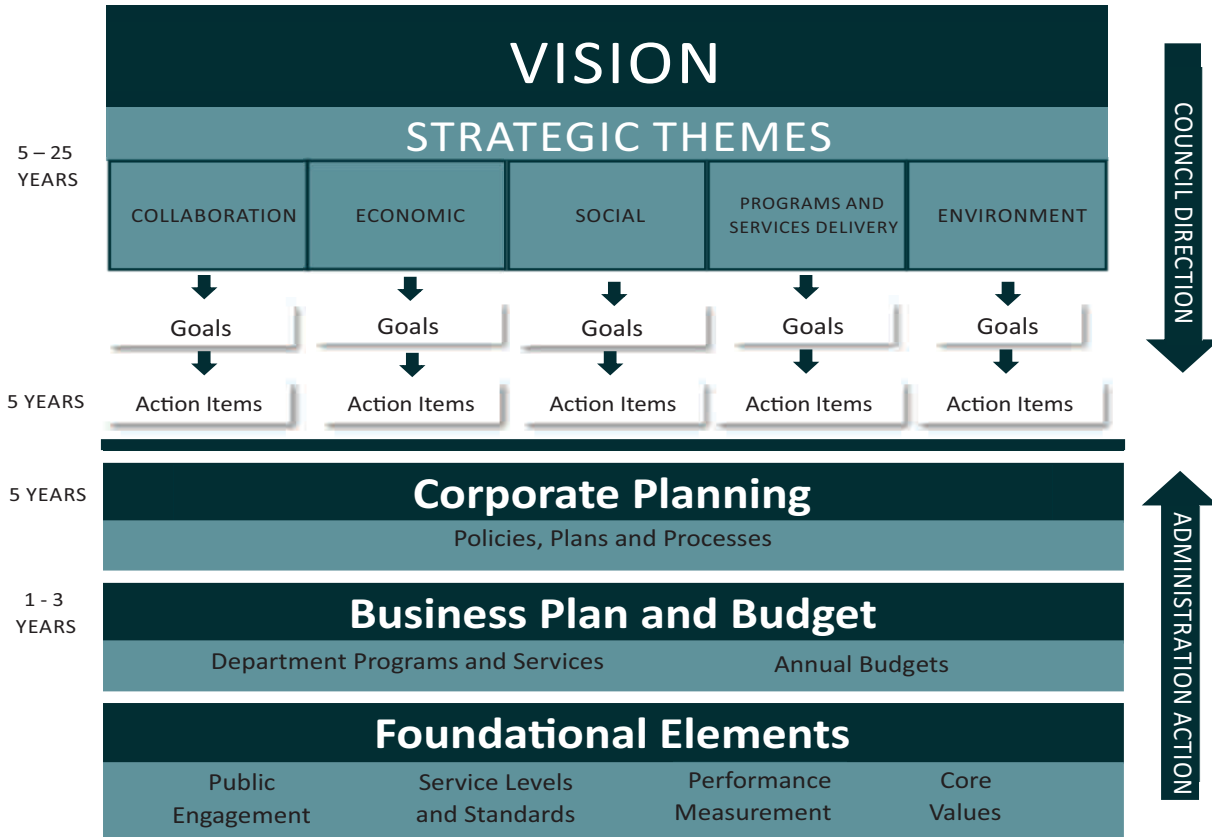 VISION
STRATEGIC THEMES
5 – 25
YEARS
COLLABORATION
ECONOMIC
SOCIAL
PROGRAMS AND
SERVICES DELIVERY
ENVIRONMENT
Goals
Goals
Goals
Goals
Goals
5 YEARS
Action Items
Action Items
Action Items
Action Items
Action Items
COUNCIL DIRECTION
5 YEARS
Corporate Planning
Policies, Plans and Processes
1 - 3
YEARS
Business Plan and Budget
Department Programs and Services
Annual Budgets
Foundational Elements
Public
Engagement
Service Levels
and Standards
Performance
Measurement
Core
Values
ADMINISTRATION ACTION